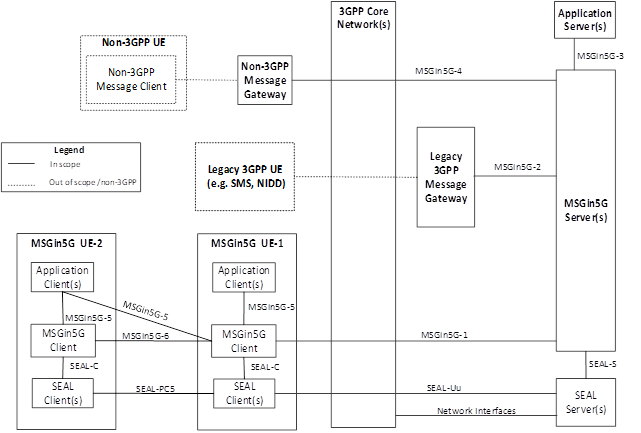 3GPP Core
Network(s)
Application
Server(s)
Non-3GPP UE
Non-3GPP
Message Client
Non-3GPP
Message
Gateway
MSGin5G-3
MSGin5G-4
Legend
In scope
Out of scope/non-3GPP
Legacy 3GPP UE
(e.g. SMS, NIDD)
Legacy
3GPP
Message
Gateway
MSGin5G-2
MSGin5G
Server(s)
MSGin5G UE-2
MSGin5G UE-1
Application
Client(s)
Application
Client(s)
MSGin5G-5
MSGin5G-5
MSGin5G-5
MSGin5G
Client
MSGin5G-6
MSGin5G
Client
MSGin5G-1
SEAL-C
SEAL-C
SEAL-S
SEAL
Client(s)
SEAL-PC5
SEAL
Client(s)
SEAL-Uu
SEAL
Server(s)
Network Interfaces